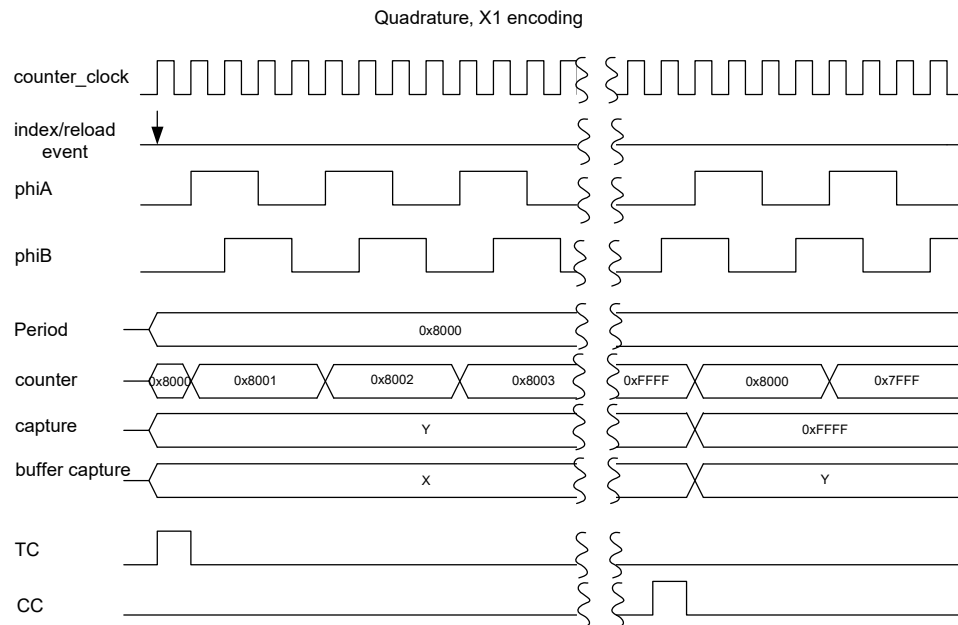 Quadrature, X1 encoding
counter_clock
index/reload
event
phiA
phiB
Period
0x8000
counter
0x8000
0x8001
0x8002
0x8003
0xFFFF
0x8000
0x7FFF
capture
Y
0xFFFF
buffer capture
X
Y
TC
CC